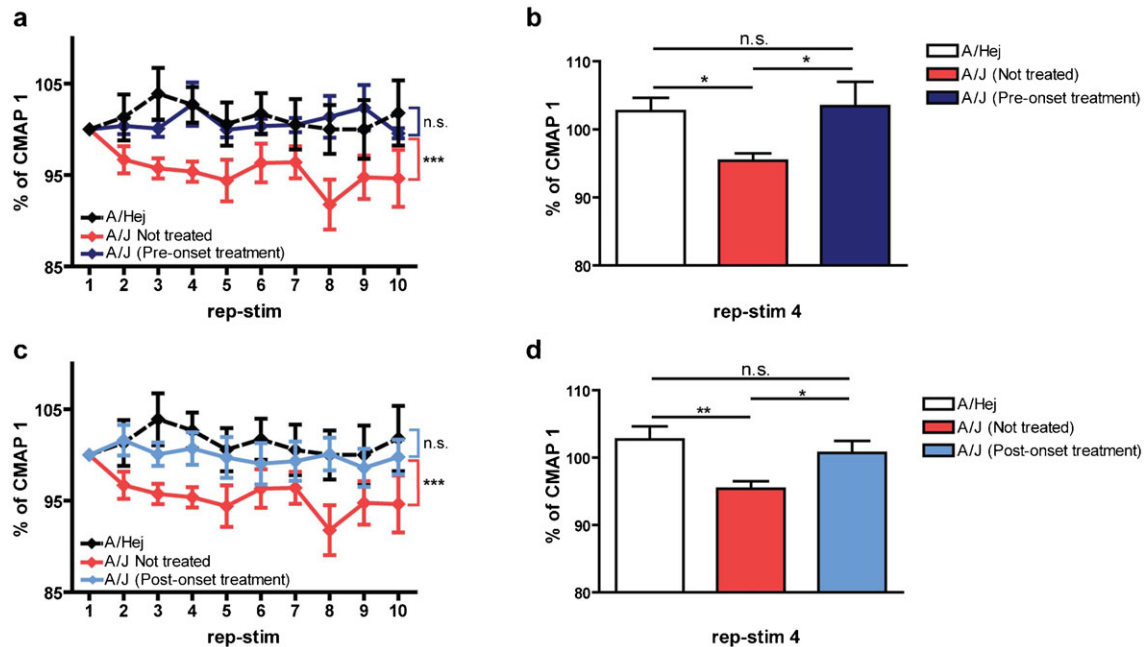 a
% of CMAP 1
105
95
85
n.s.
***
A/Hej
A/J Not treated
A/J (Pre-onset treatment)
1 2 3 4 5 6 7 8 9 10
rep-stim
b
% of CMAP 1
110
100
90
80
n.s.
*
*
rep-stim 4
A/Hej
A/J (Not treated)
A/J (Pre-onset treatment)
c
% of CMAP 1
105
95
85
n.s.
***
A/Hej
A/J Not treated
A/J (Post-onset treatment)
1 2 3 4 5 6 7 8 9 10
rep-stim
d
% of CMAP 1
110
100
90
80
n.s.
**
*
rep-stim 4
A/Hej
A/J (Not treated)
A/J (Post-onset treatment)